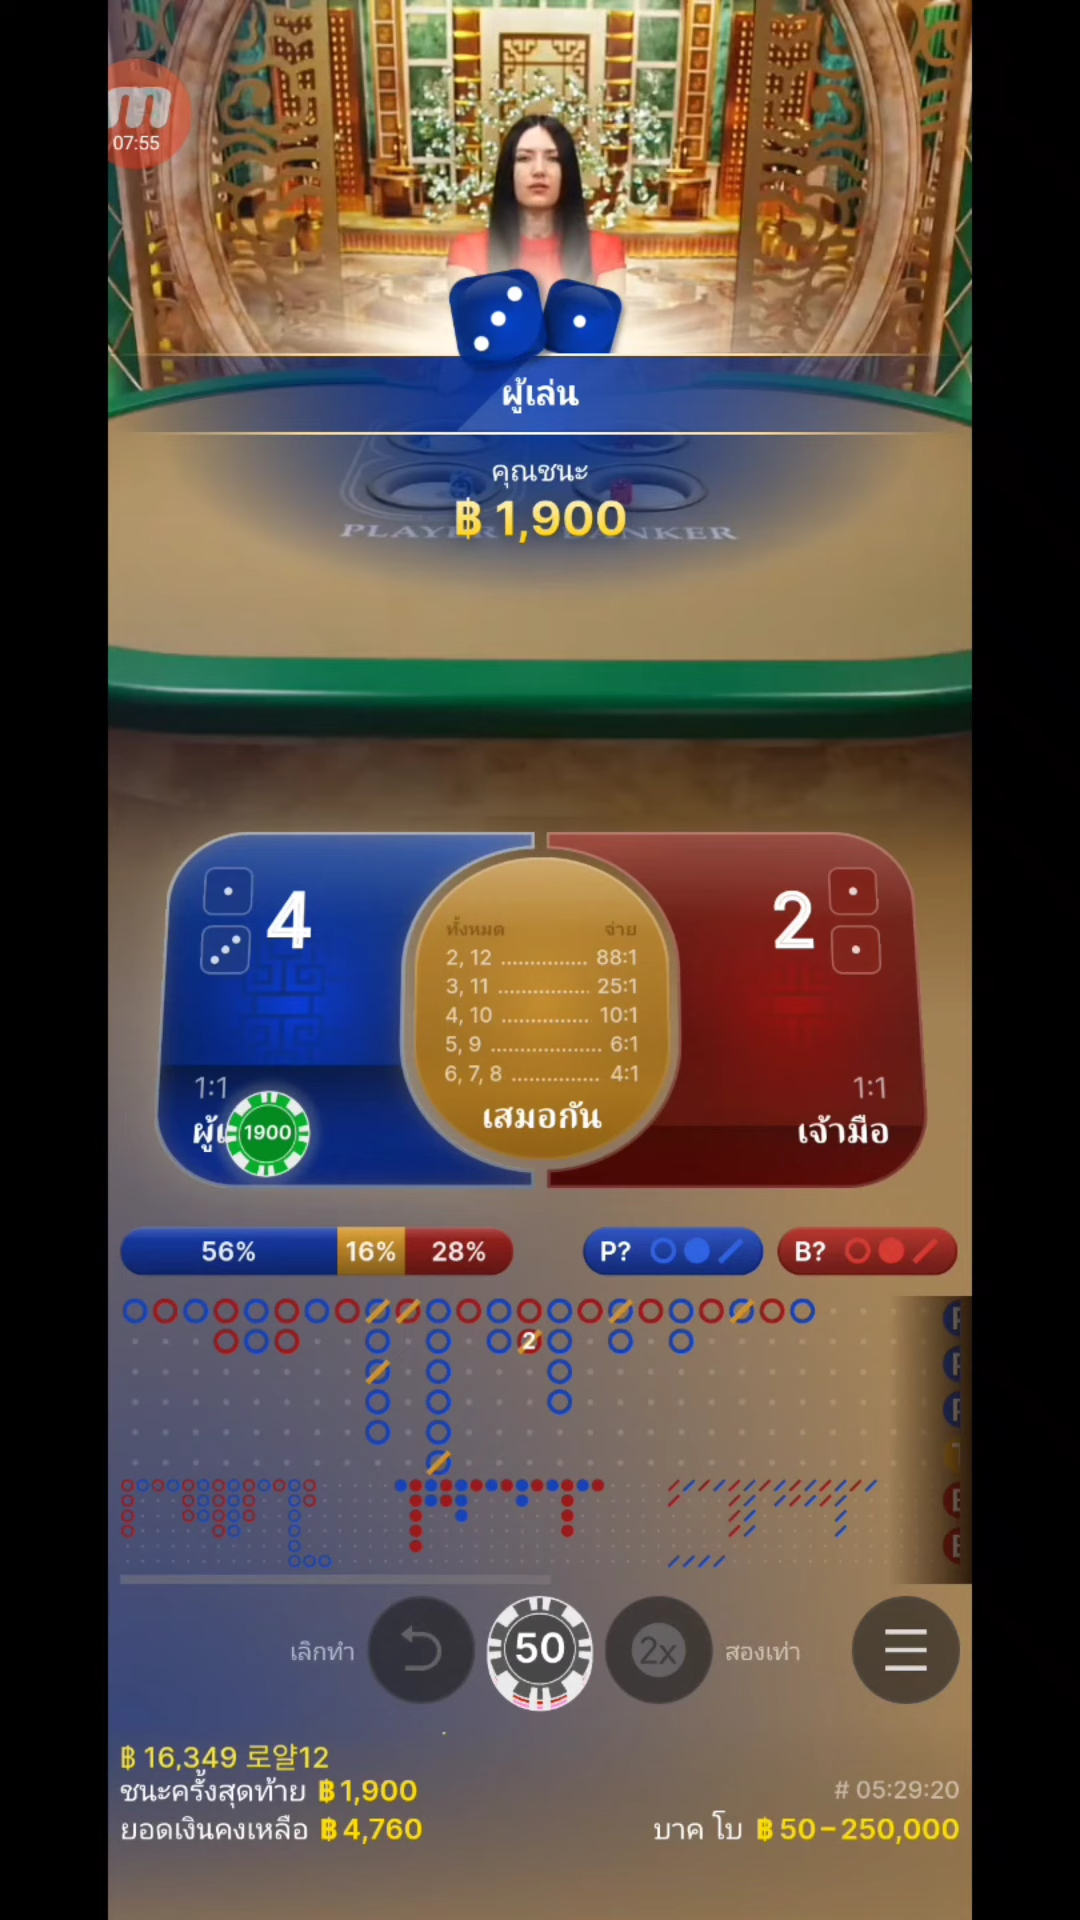 m
07:55
ผู้เล่น
คุณชนะ
฿ 1,900
4
2
ทั้งหมด จ่าย
2, 12 ............... 88:1
3, 11 ............... 25:1
4, 10 ............... 10:1
5, 9 ................... 6:1
6, 7, 8 ............... 4:1
เสมอกัน
1:1
1900
1:1
เจ้ามือ
56% 16% 28%
P? B?
2
เลิกทำ 50 2x สองเท่า
฿ 16,349 로얄12
ชนะครั้งสุดท้าย ฿1,900
# 05:29:20
ยอดเงินคงเหลือ ฿4,760
บาค โบ ฿50–250,000